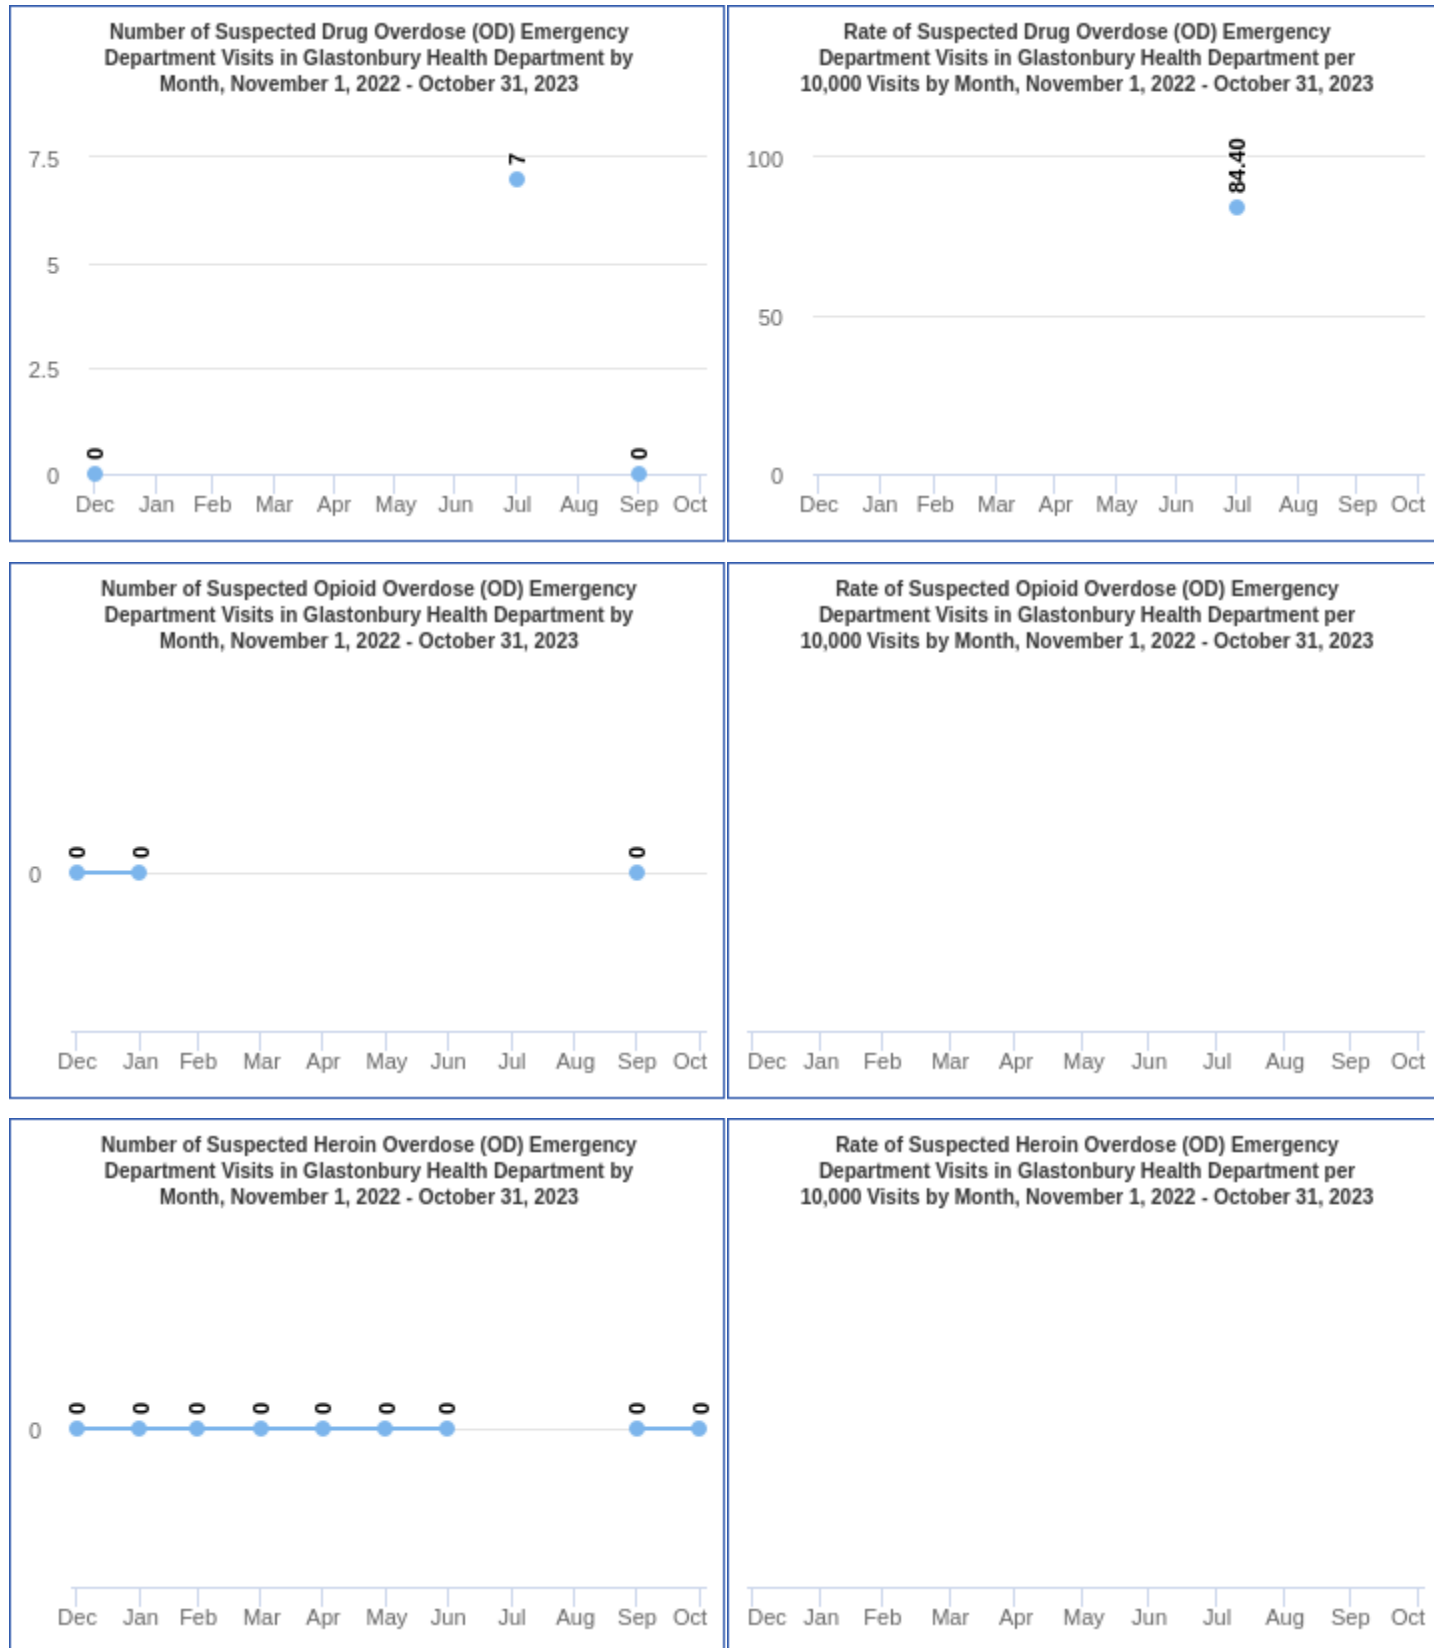 Number of Suspected Drug Overdose (OD) Emergency
Department Visits in Glastonbury Health Department by
Month, November 1, 2022 - October 31, 2023
7.5
7
5
2.5
0
0
0
Dec Jan Feb Mar Apr May Jun Jul Aug Sep Oct
Rate of Suspected Drug Overdose (OD) Emergency
Department Visits in Glastonbury Health Department per
10,000 Visits by Month, November 1, 2022 - October 31, 2023
100
84.40
50
0
Dec Jan Feb Mar Apr May Jun Jul Aug Sep Oct
Number of Suspected Opioid Overdose (OD) Emergency
Department Visits in Glastonbury Health Department by
Month, November 1, 2022 - October 31, 2023
0 0 0
0
Dec Jan Feb Mar Apr May Jun Jul Aug Sep Oct
Rate of Suspected Opioid Overdose (OD) Emergency
Department Visits in Glastonbury Health Department per
10,000 Visits by Month, November 1, 2022 - October 31, 2023
Dec Jan Feb Mar Apr May Jun Jul Aug Sep Oct
Number of Suspected Heroin Overdose (OD) Emergency
Department Visits in Glastonbury Health Department by
Month, November 1, 2022 - October 31, 2023
0 0 0 0 0 0 0 0 0
0
Dec Jan Feb Mar Apr May Jun Jul Aug Sep Oct
Rate of Suspected Heroin Overdose (OD) Emergency
Department Visits in Glastonbury Health Department per
10,000 Visits by Month, November 1, 2022 - October 31, 2023
Dec Jan Feb Mar Apr May Jun Jul Aug Sep Oct